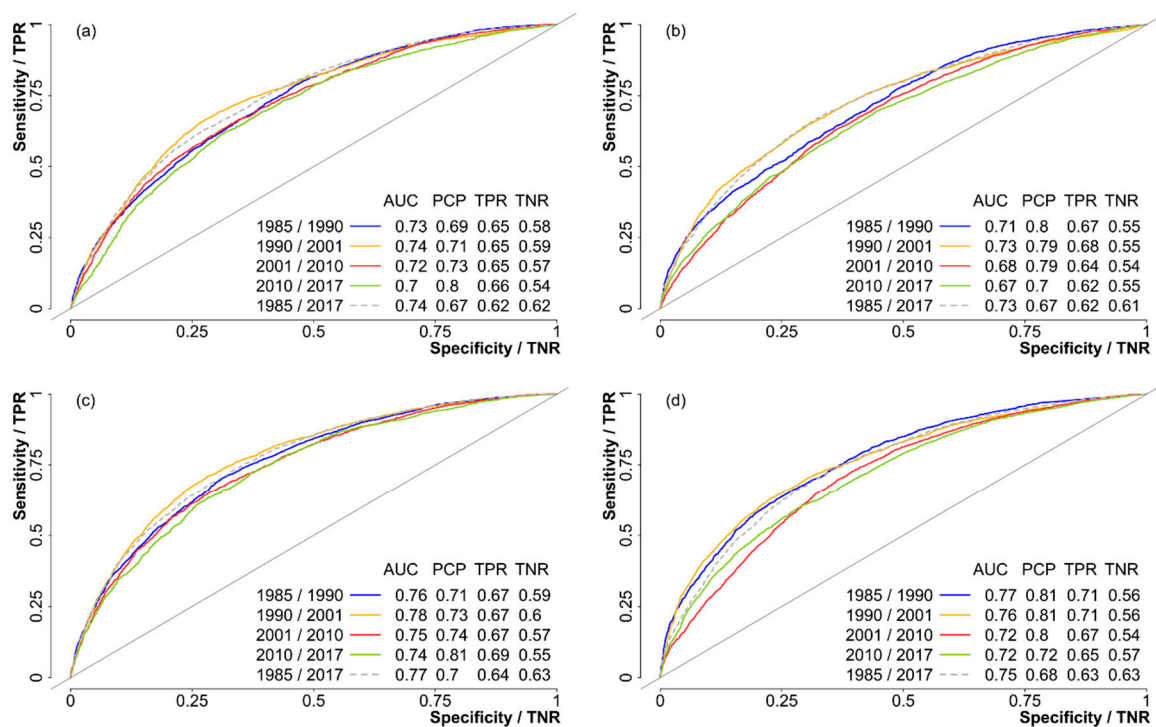 (a)
Sensitivity / TPR
0 0.25 0.5 0.75 1
AUC PCP TPR TNR
1985 / 1990 0.73 0.69 0.65 0.58
1990 / 2001 0.74 0.71 0.65 0.59
2001 / 2010 0.72 0.73 0.65 0.57
2010 / 2017 0.7 0.8 0.66 0.54
1985 / 2017 0.74 0.67 0.62 0.62
0 0.25 0.5 0.75 1
Specificity / TNR
(b)
Sensitivity / TPR
0 0.25 0.5 0.75 1
AUC PCP TPR TNR
1985 / 1990 0.71 0.8 0.67 0.55
1990 / 2001 0.73 0.79 0.68 0.55
2001 / 2010 0.68 0.79 0.64 0.54
2010 / 2017 0.67 0.7 0.62 0.55
1985 / 2017 0.73 0.67 0.62 0.61
0 0.25 0.5 0.75 1
Specificity / TNR
(c)
Sensitivity / TPR
0 0.25 0.5 0.75 1
AUC PCP TPR TNR
1985 / 1990 0.76 0.71 0.67 0.59
1990 / 2001 0.78 0.73 0.67 0.6
2001 / 2010 0.75 0.74 0.67 0.57
2010 / 2017 0.74 0.81 0.69 0.55
1985 / 2017 0.77 0.7 0.64 0.63
0 0.25 0.5 0.75 1
Specificity / TNR
(d)
Sensitivity / TPR
0 0.25 0.5 0.75 1
AUC PCP TPR TNR
1985 / 1990 0.77 0.81 0.71 0.56
1990 / 2001 0.76 0.81 0.71 0.56
2001 / 2010 0.72 0.8 0.67 0.54
2010 / 2017 0.72 0.72 0.65 0.57
1985 / 2017 0.75 0.68 0.63 0.63
0 0.25 0.5 0.75 1
Specificity / TNR